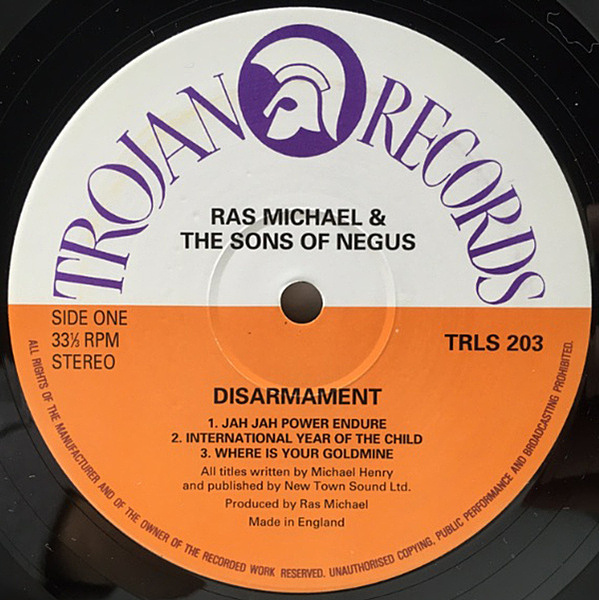 TROJAN RECORDS
RAS MICHAEL &
THE SONS OF NEGUS
SIDE ONE
33⅓ RPM
STEREO
TRLS 203
DISARMAMENT
1. JAH JAH POWER ENDURE
2. INTERNATIONAL YEAR OF THE CHILD
3. WHERE IS YOUR GOLDMINE
All titles written by Michael Henry
and published by New Town Sound Ltd.
Produced by Ras Michael
Made in England
ALL RIGHTS OF THE MANUFACTURER AND OF THE OWNER OF THE RECORDED WORK RESERVED. UNAUTHORISED COPYING, PUBLIC PERFORMANCE AND BROADCASTING PROHIBITED.